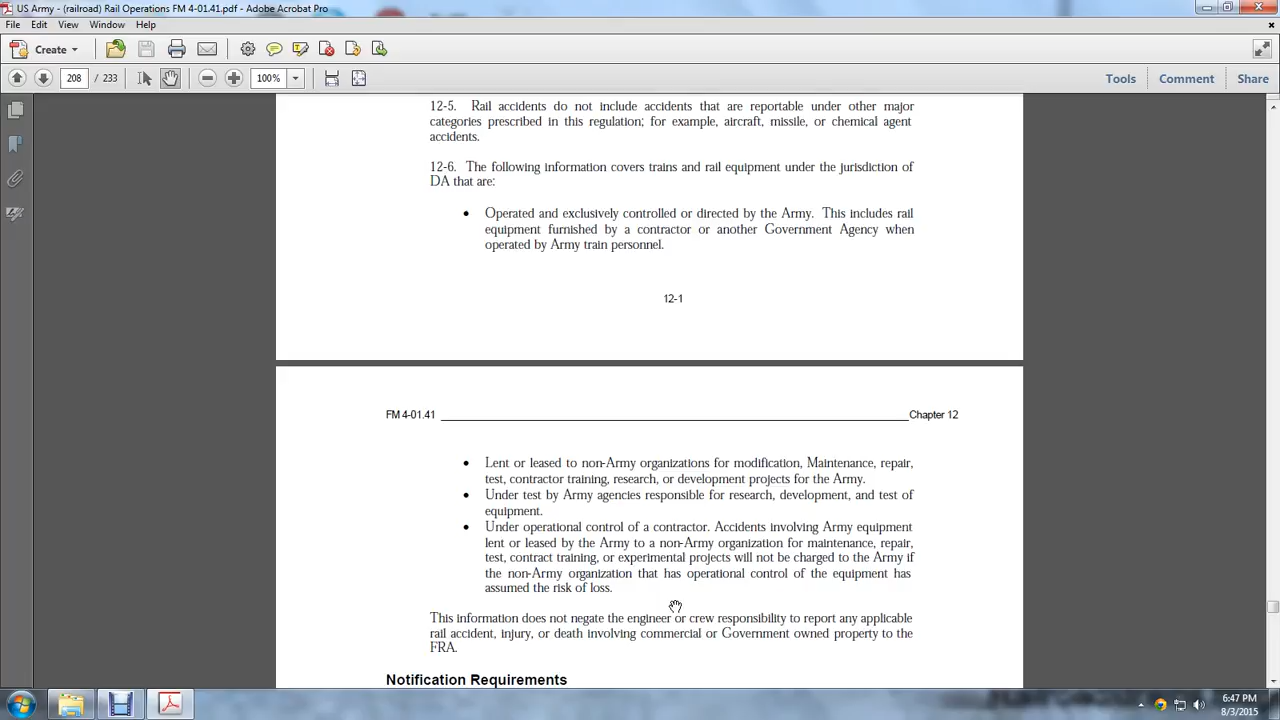 US Army - (railroad) Rail Operations FM 4-01.41.pdf - Adobe Acrobat Pro
File Edit View Window Help
Create
208 / 233 100% Tools Comment Share
12-5. Rail accidents do not include accidents that are reportable under other major
categories prescribed in this regulation; for example, aircraft, missile, or chemical agent
accidents.
12-6. The following information covers trains and rail equipment under the jurisdiction of
DA that are:
• Operated and exclusively controlled or directed by the Army. This includes rail
equipment furnished by a contractor or another Government Agency when
operated by Army train personnel.
12-1
FM 4-01.41 Chapter 12
• Lent or leased to non-Army organizations for modification, Maintenance, repair,
test, contractor training, research, or development projects for the Army.
• Under test by Army agencies responsible for research, development, and test of
equipment.
• Under operational control of a contractor. Accidents involving Army equipment
lent or leased by the Army to a non-Army organization for maintenance, repair,
test, contract training, or experimental projects will not be charged to the Army if
the non-Army organization that has operational control of the equipment has
assumed the risk of loss.
This information does not negate the engineer or crew responsibility to report any applicable
rail accident, injury, or death involving commercial or Government owned property to the
FRA.
Notification Requirements
6:47 PM
8/3/2015